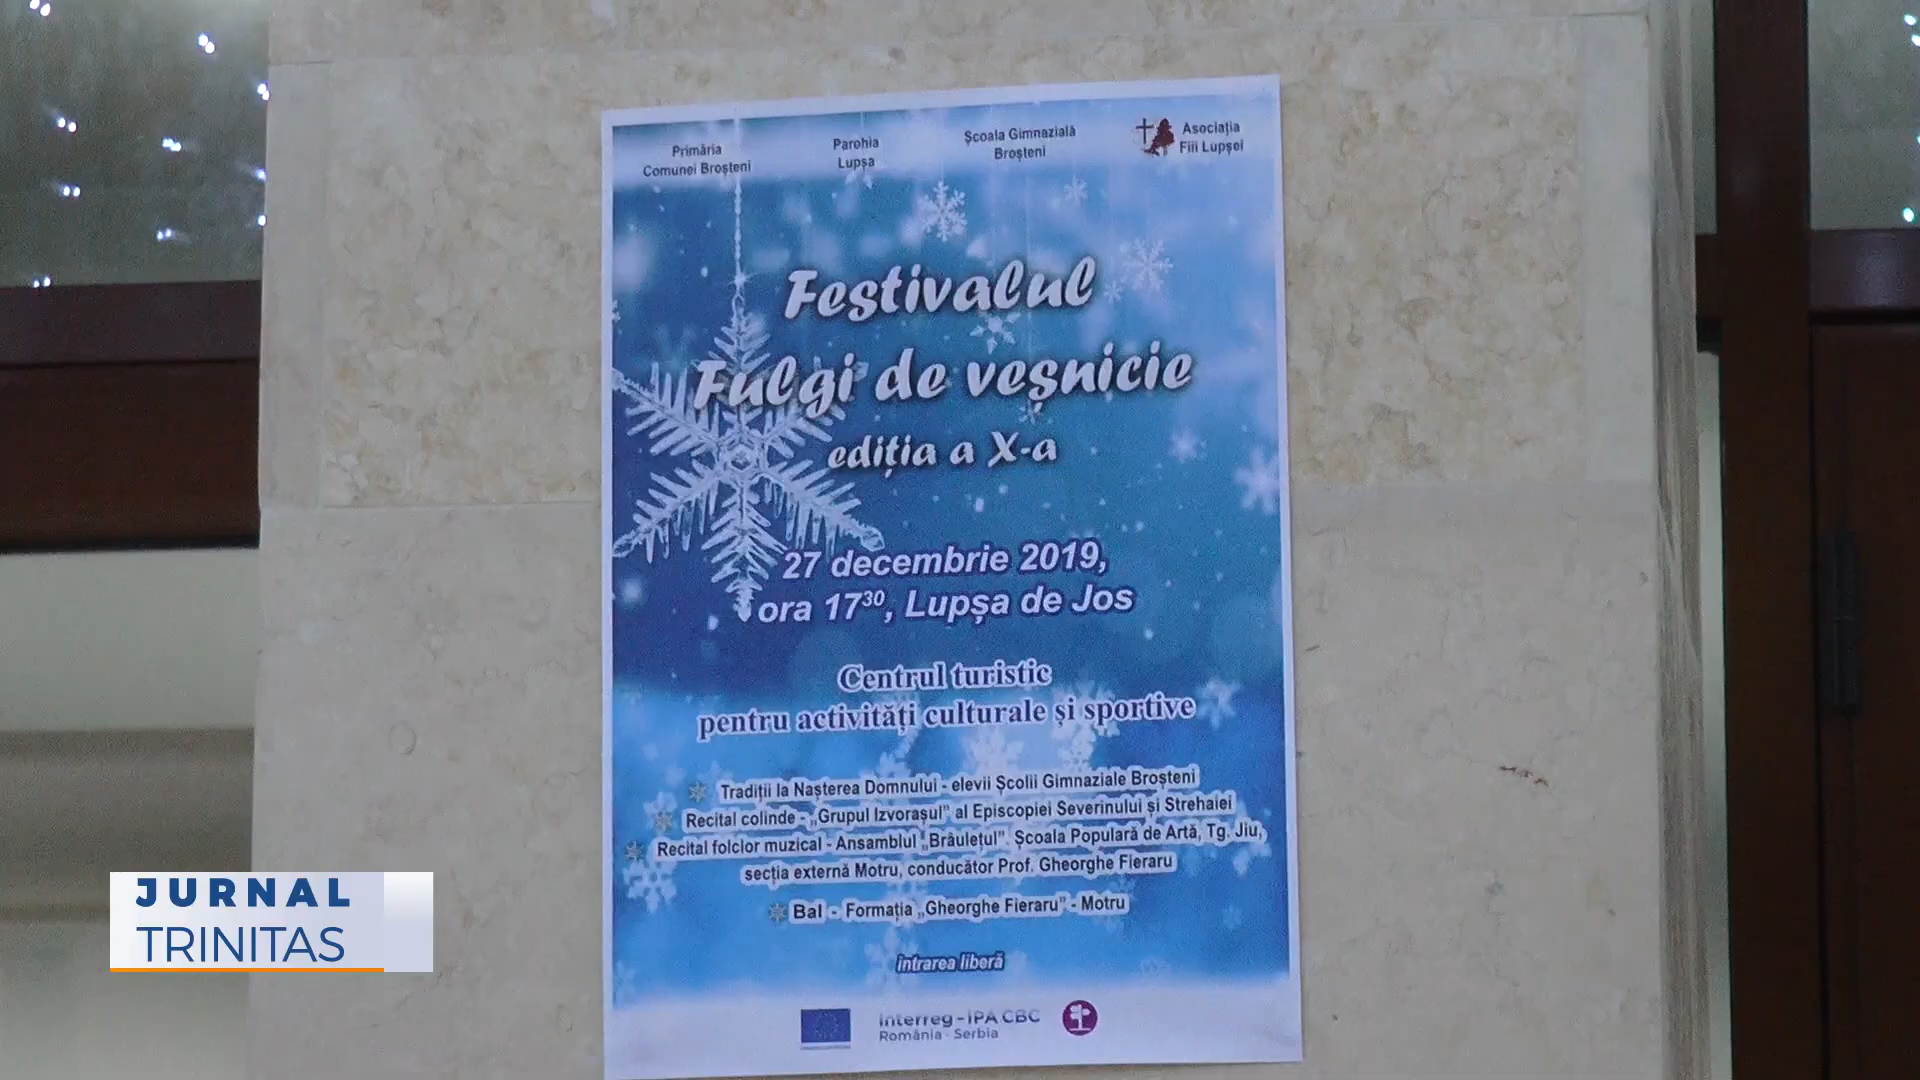 Primăria
Comunei Broșteni
Parohia
Lupșa
Școala Gimnazială
Broșteni
Asociația
Fiii Lupșei
Festivalul
Fulgi de veșnicie
ediția a X-a
27 decembrie 2019,
ora 17³⁰, Lupșa de Jos
Centrul turistic
pentru activități culturale și sportive
Tradiții la Nașterea Domnului - elevii Școlii Gimnaziale Broșteni
Recital colinde - „Grupul Izvorașul” al Episcopiei Severinului și Strehaiei
Recital folclor muzical - Ansamblul „Brâulețul”. Școala Populară de Artă, Tg. Jiu,
secția externă Motru, conducător Prof. Gheorghe Fieraru
Bal - Formația „Gheorghe Fieraru” - Motru
intrarea liberă
Interreg - IPA CBC
România - Serbia
JURNAL
TRINITAS